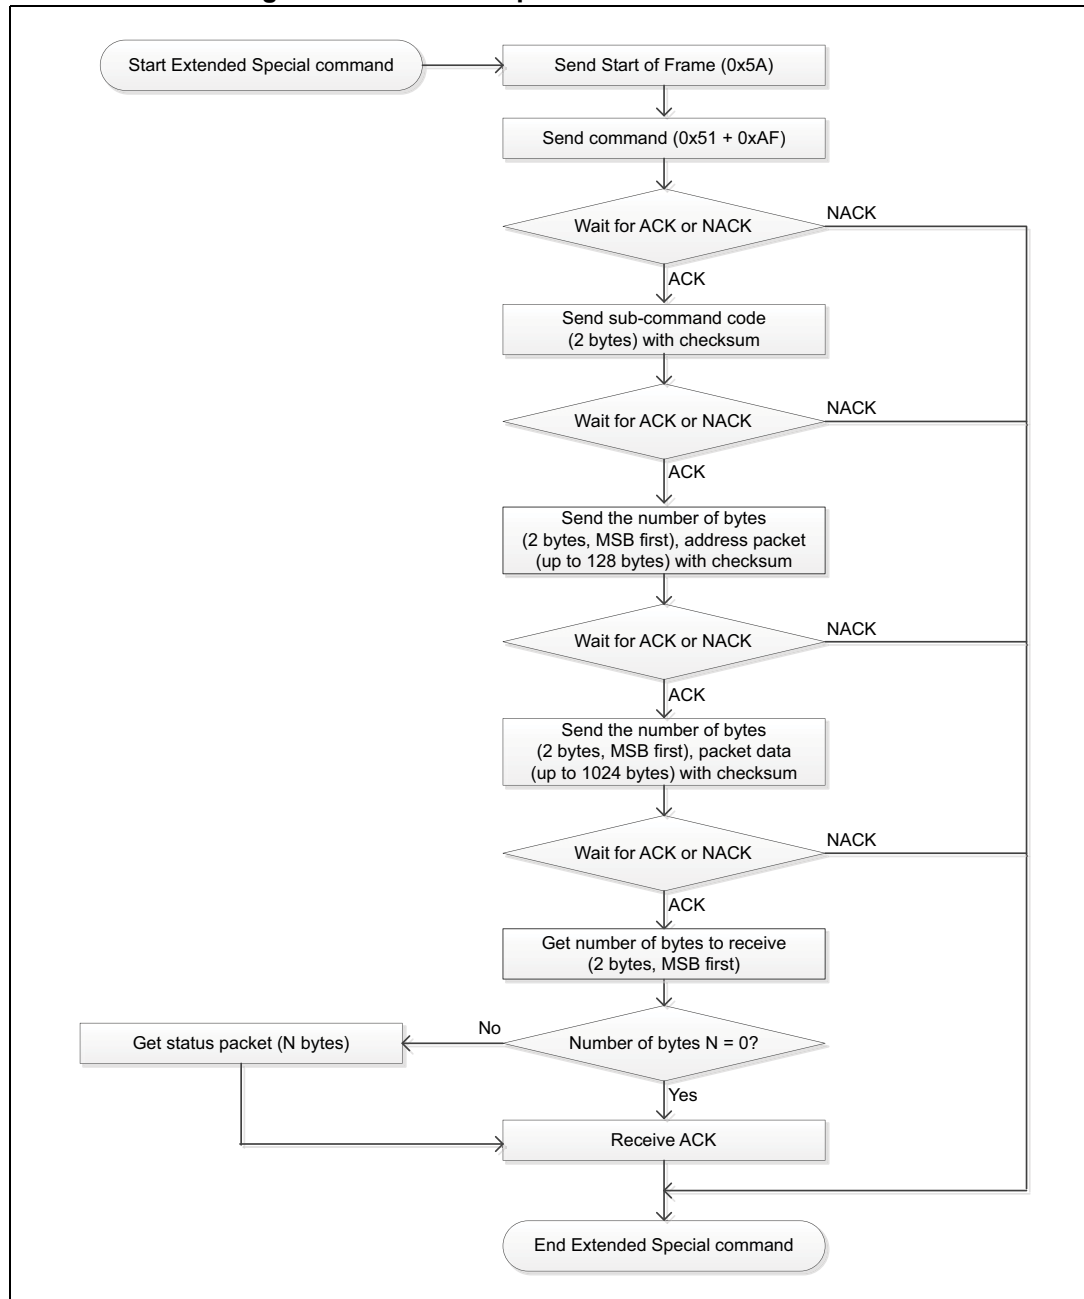 Start Extended Special command
Send Start of Frame (0x5A)
Send command (0x51 + 0xAF)
Wait for ACK or NACK
NACK
ACK
Send sub-command code
(2 bytes) with checksum
Wait for ACK or NACK
NACK
ACK
Send the number of bytes
(2 bytes, MSB first), address packet
(up to 128 bytes) with checksum
Wait for ACK or NACK
NACK
ACK
Send the number of bytes
(2 bytes, MSB first), packet data
(up to 1024 bytes) with checksum
Wait for ACK or NACK
NACK
ACK
Get number of bytes to receive
(2 bytes, MSB first)
Number of bytes N = 0?
No
Get status packet (N bytes)
Yes
Receive ACK
End Extended Special command